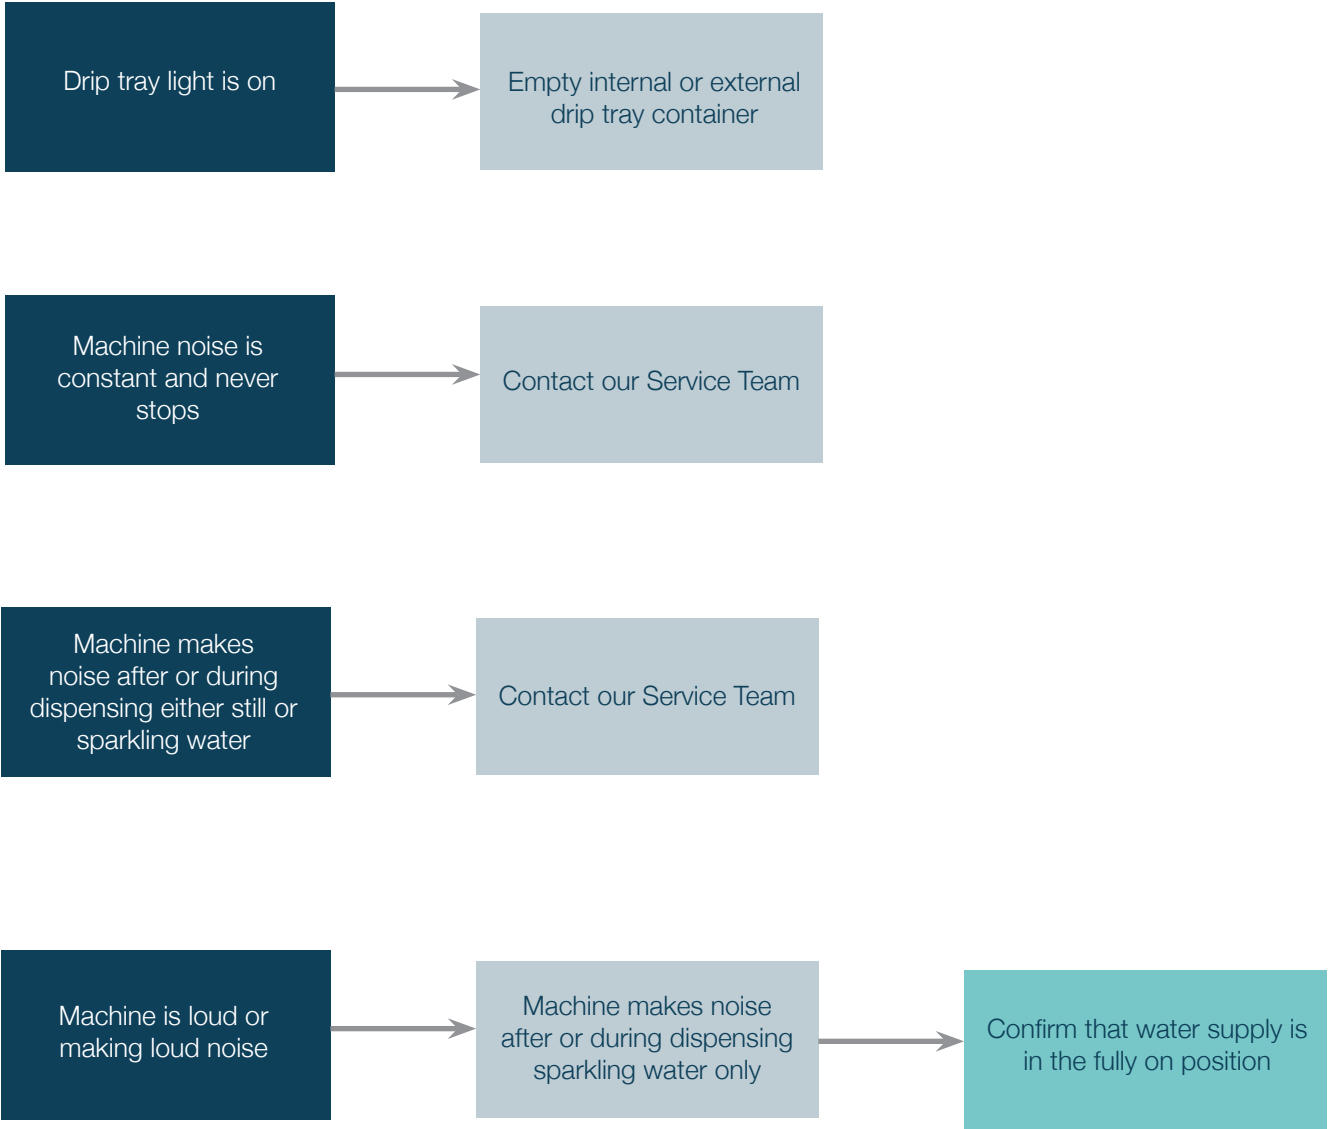 Drip tray light is on
Empty internal or external
drip tray container
Machine noise is
constant and never
stops
Contact our Service Team
Machine makes
noise after or during
dispensing either still or
sparkling water
Contact our Service Team
Machine is loud or
making loud noise
Machine makes noise
after or during dispensing
sparkling water only
Confirm that water supply is
in the fully on position